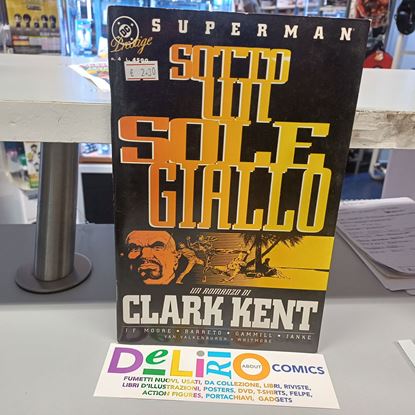 SUPERMAN
DC
Prestige
n. 4
€ 2.00
SOTTO
UN
SOLE
GIALLO
UN ROMANZO DI
CLARK KENT
J.F. MOORE • BARRETO • GAMMILL • JANKE
VAN VALKENBURGH • WHITMORE
DELIRIO ABOUT COMICS
FUMETTI NUOVI, USATI, DA COLLEZIONE, LIBRI, RIVISTE,
LIBRI D'ILLUSTRAZIONI, POSTERS, DVD, T-SHIRTS, FELPE,
ACTION FIGURES, PORTACHIAVI, GADGETS